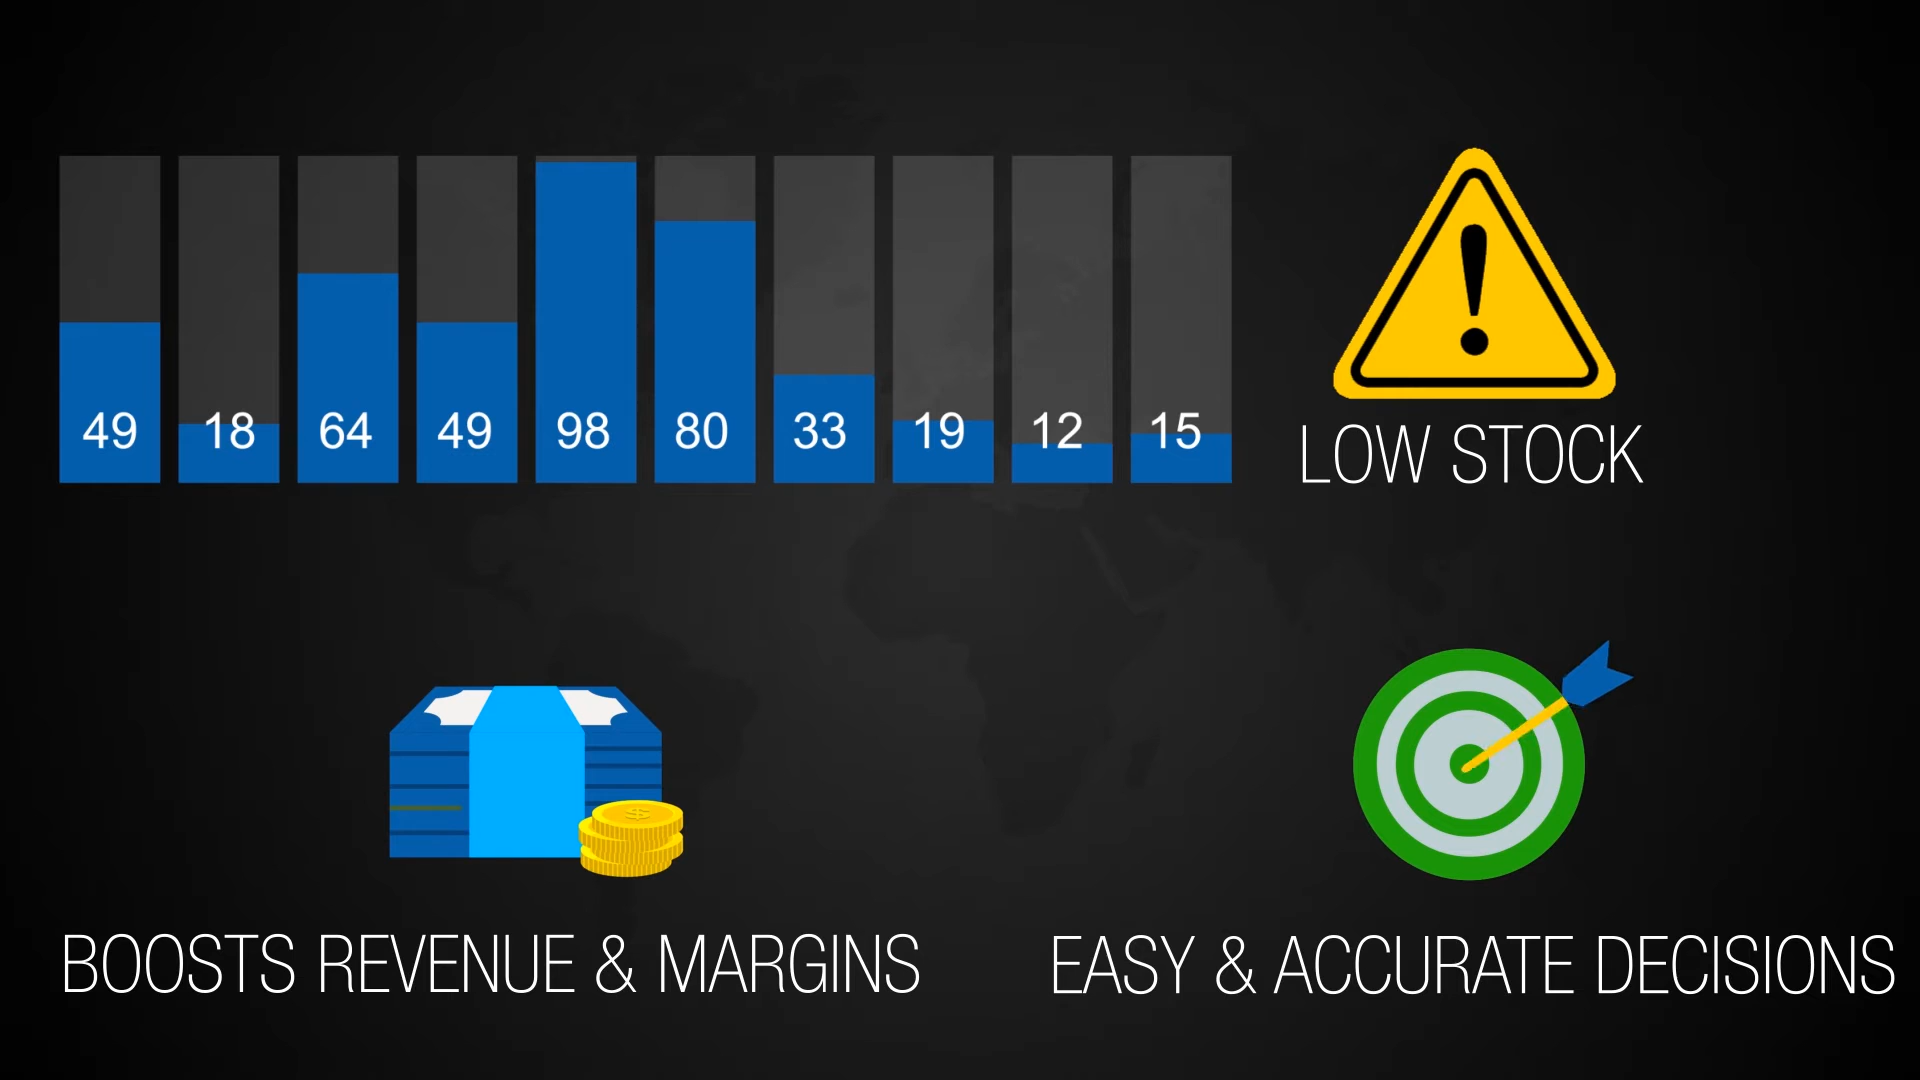 49 18 64 49 98 80 33 19 12 15
LOW STOCK
$
BOOSTS REVENUE & MARGINS
EASY & ACCURATE DECISIONS